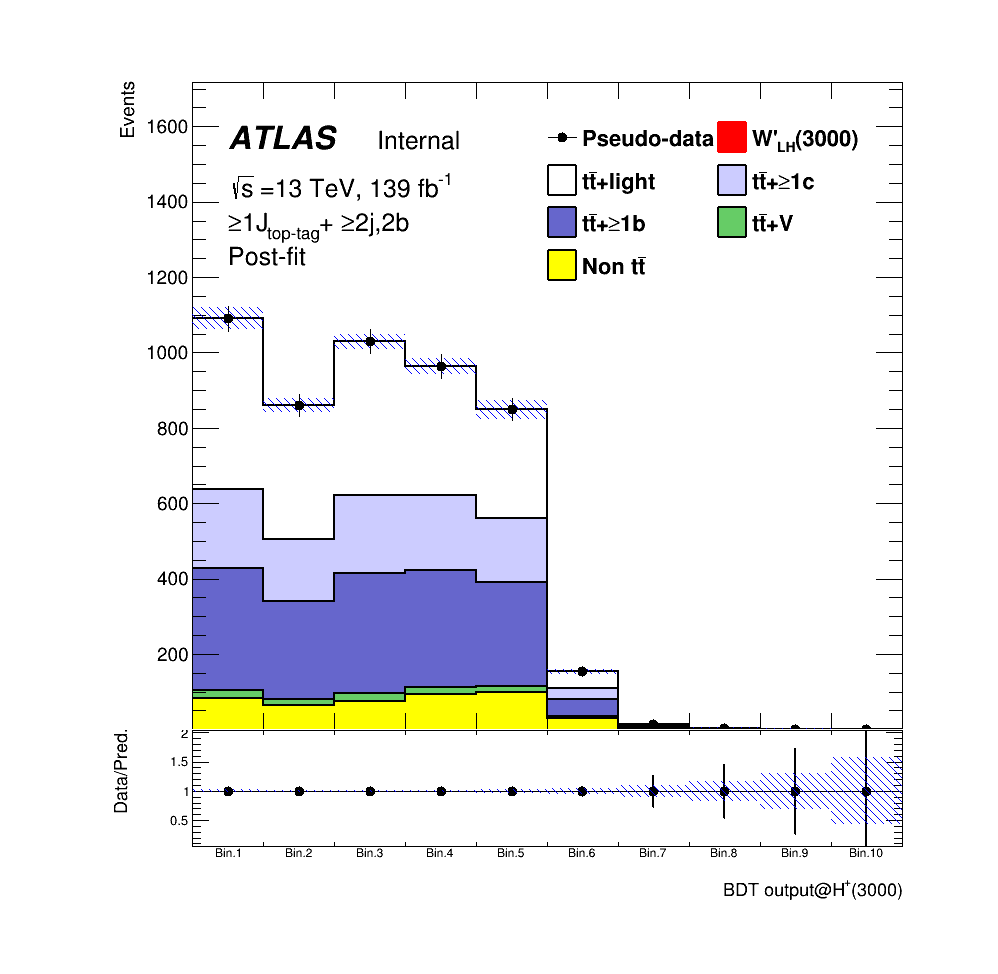 Events
1600
1400
1200
1000
800
600
400
200
ATLAS Internal
√s =13 TeV, 139 fb⁻¹
≥1J_top-tag+ ≥2j,2b
Post-fit
Pseudo-data W'_LH(3000)
tt̄+light tt̄+≥1c
tt̄+≥1b tt̄+V
Non tt̄
Data/Pred.
2
1.5
1
0.5
Bin.1 Bin.2 Bin.3 Bin.4 Bin.5 Bin.6 Bin.7 Bin.8 Bin.9 Bin.10
BDT output@H⁺(3000)